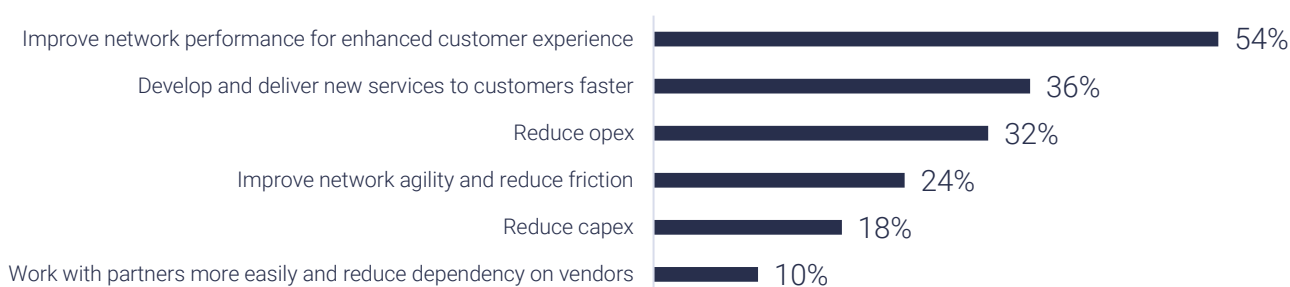 Improve network performance for enhanced customer experience 54%
Develop and deliver new services to customers faster 36%
Reduce opex 32%
Improve network agility and reduce friction 24%
Reduce capex 18%
Work with partners more easily and reduce dependency on vendors 10%